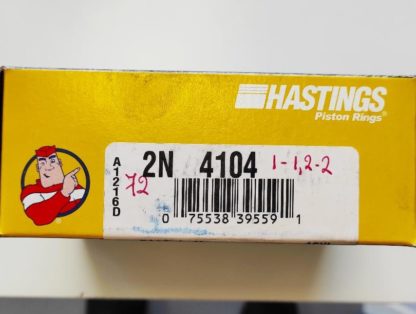 HASTINGS
Piston Rings®
A1216D
2N 4104 1-1,2-2
72
0 75538 39559 1